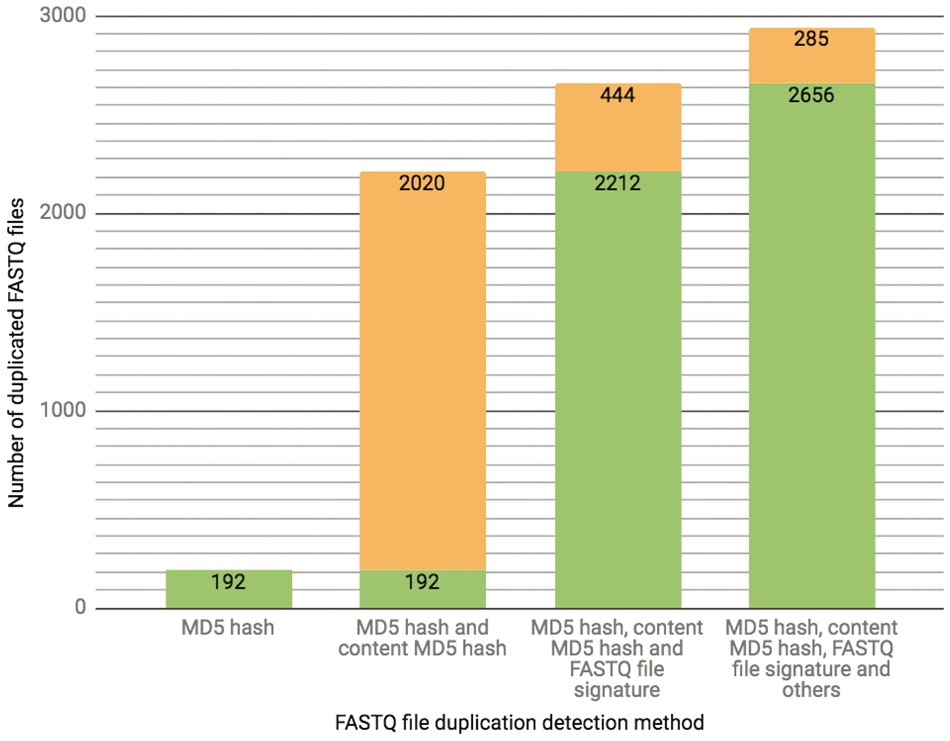 3000
285
2656
444
2212
2020
2000
192
192
1000
0
Number of duplicated FASTQ files
MD5 hash
MD5 hash and
content MD5 hash
MD5 hash, content
MD5 hash and
FASTQ file
signature
MD5 hash, content
MD5 hash, FASTQ
file signature and
others
FASTQ file duplication detection method